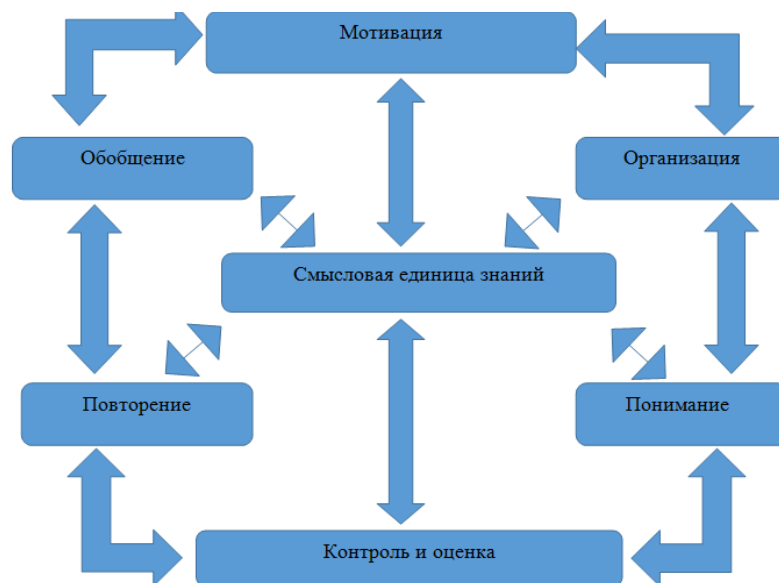 Мотивация
Обобщение
Организация
Смысловая единица знаний
Повторение
Понимание
Контроль и оценка